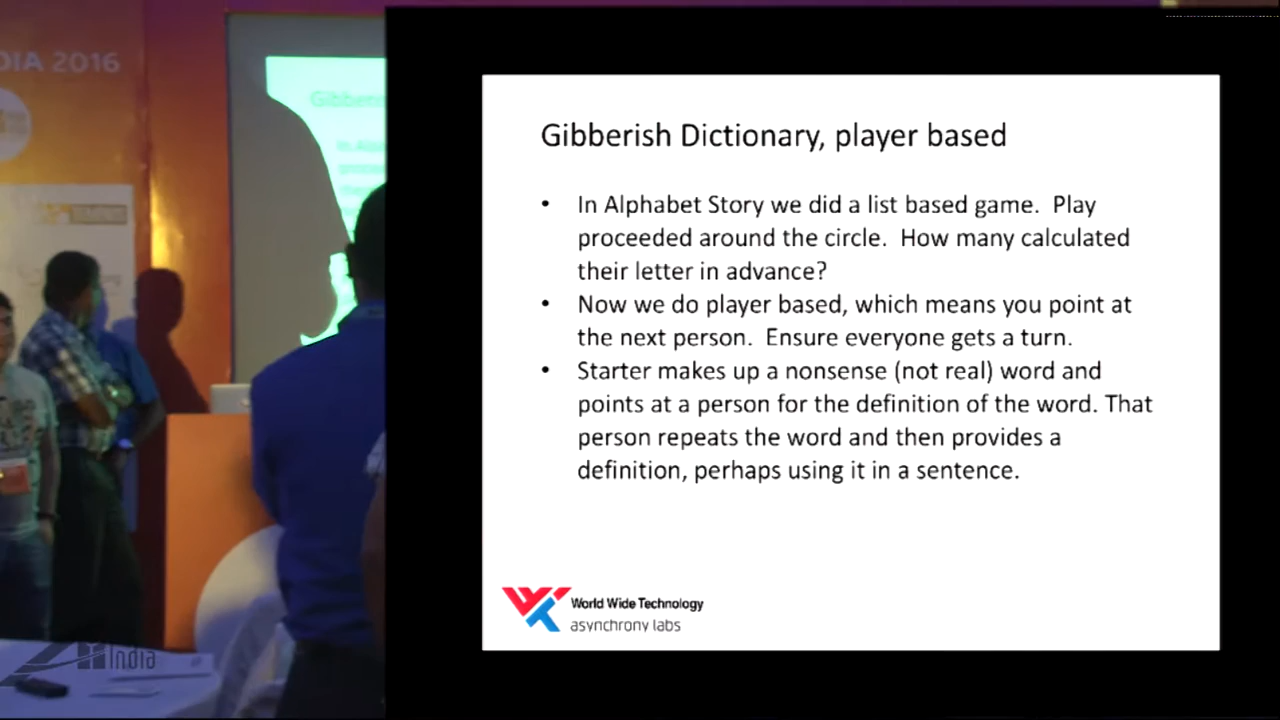 DIA 2016
Gibberish
Gibberish Dictionary, player based
• In Alphabet Story we did a list based game. Play
proceeded around the circle. How many calculated
their letter in advance?
• Now we do player based, which means you point at
the next person. Ensure everyone gets a turn.
• Starter makes up a nonsense (not real) word and
points at a person for the definition of the word. That
person repeats the word and then provides a
definition, perhaps using it in a sentence.
World Wide Technology
asynchrony labs
India